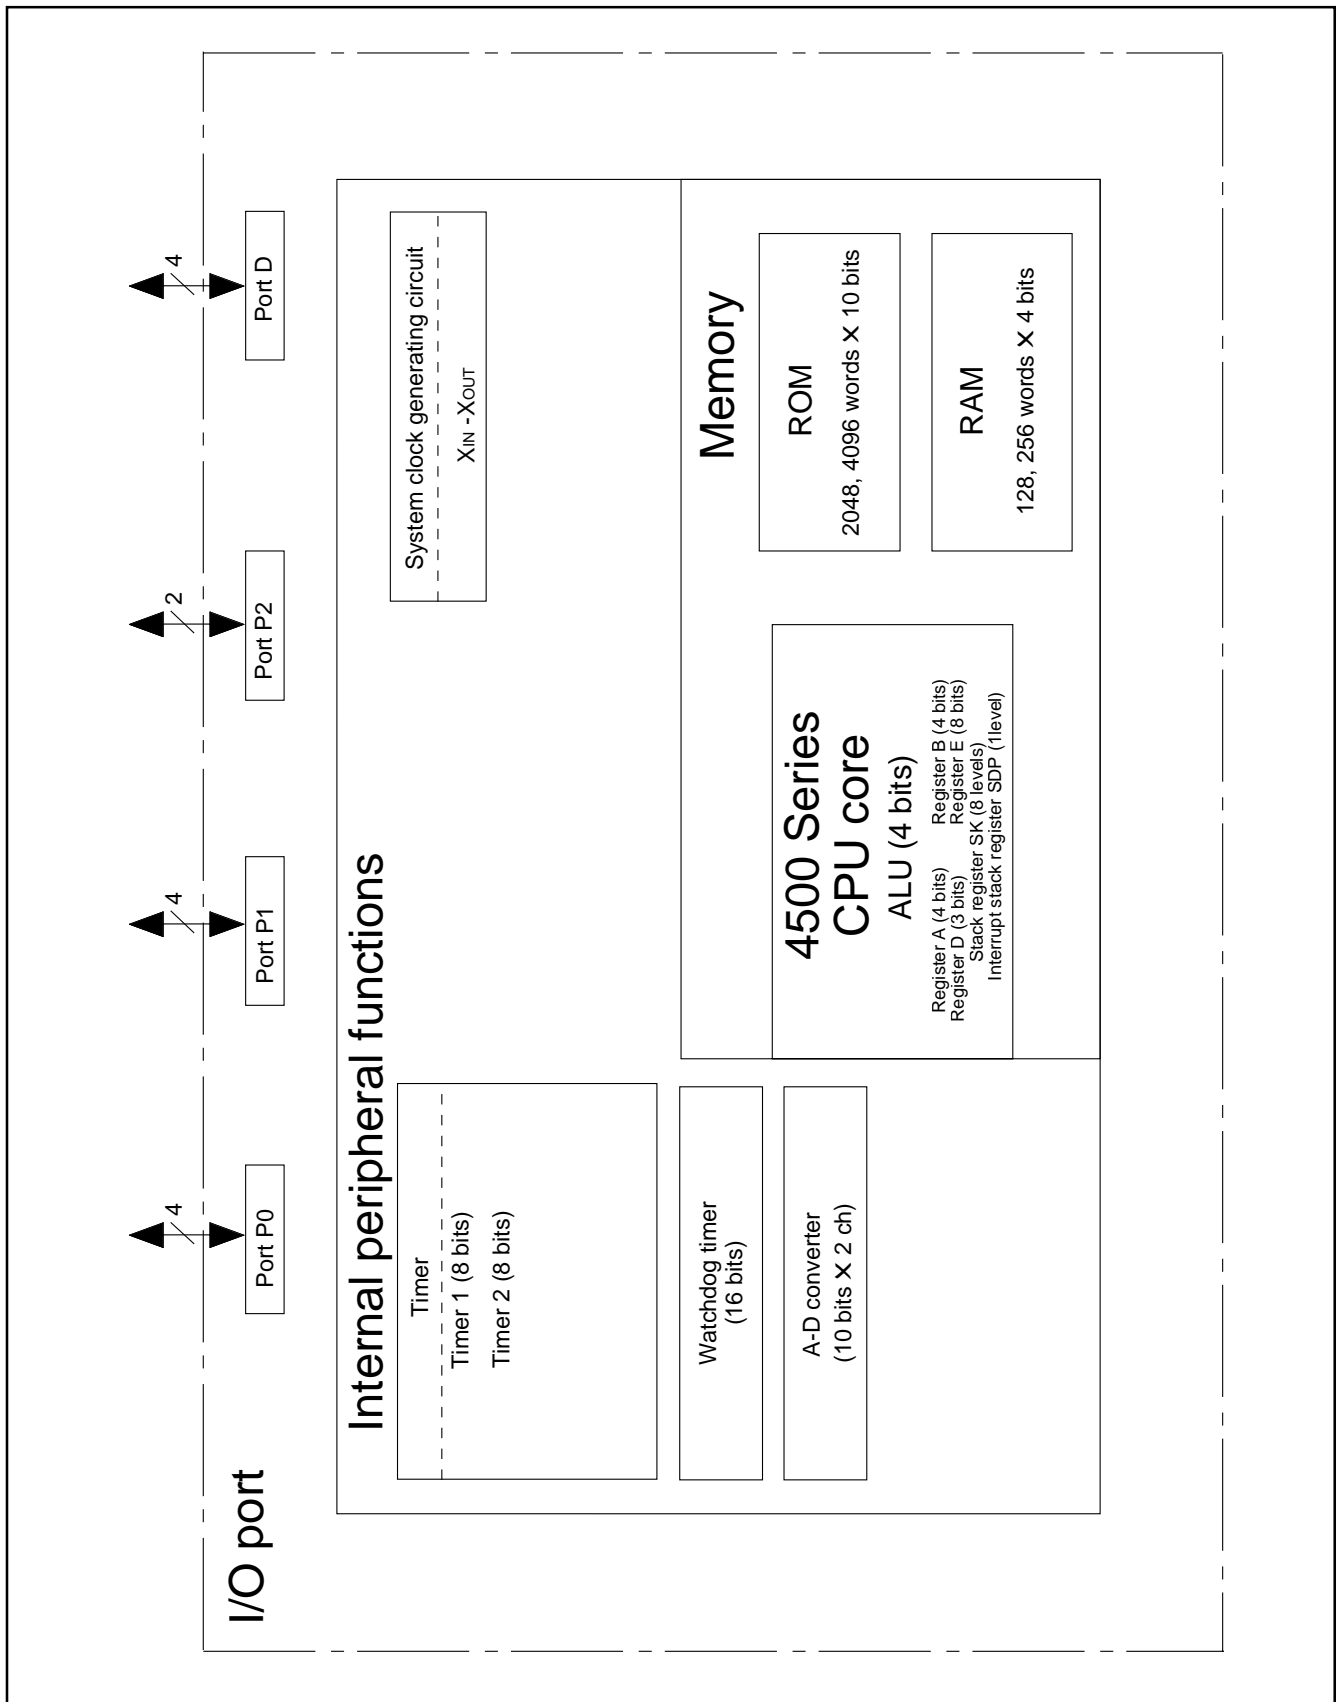 I/O port
4
4
2
4
Port P0
Port P1
Port P2
Port D
Internal peripheral functions
Timer
Timer 1 (8 bits)
Timer 2 (8 bits)
Watchdog timer
(16 bits)
A-D converter
(10 bits X 2 ch)
System clock generating circuit
XIN -XOUT
4500 Series
CPU core
ALU (4 bits)
Register A (4 bits) Register B (4 bits)
Register D (3 bits) Register E (8 bits)
Stack register SK (8 levels)
Interrupt stack register SDP (1level)
Memory
ROM
2048, 4096 words X 10 bits
RAM
128, 256 words X 4 bits